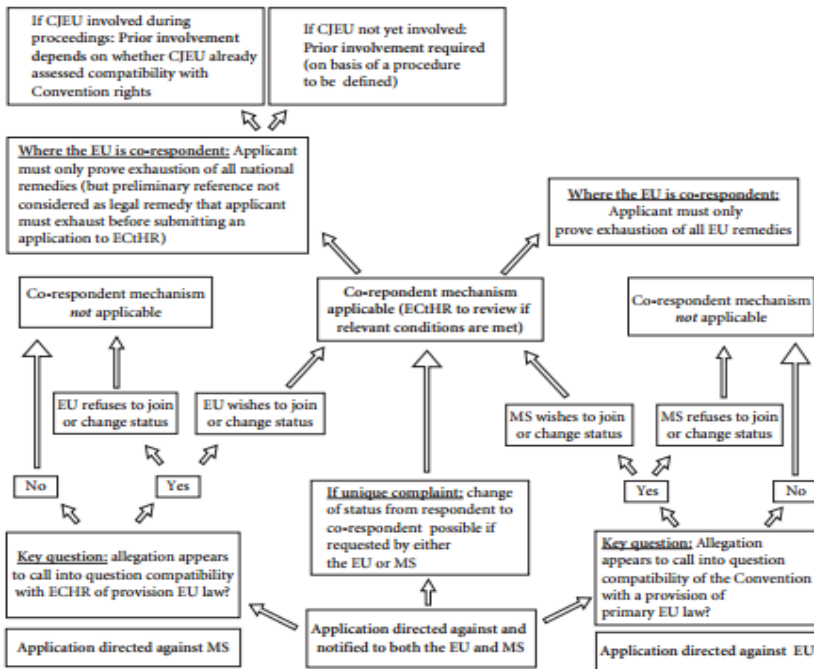 If CJEU involved during
proceedings: Prior involvement
depends on whether CJEU already
assessed compatibility with
Convention rights
If CJEU not yet involved:
Prior involvement required
(on basis of a procedure
to be defined)
Where the EU is co-respondent: Applicant
must only prove exhaustion of all national
remedies (but preliminary reference not
considered as legal remedy that applicant
must exhaust before submitting an
application to ECtHR)
Where the EU is co-respondent:
Applicant must only
prove exhaustion of all EU remedies
Co-respondent mechanism
not applicable
Co-repondent mechanism
applicable (ECtHR to review if
relevant conditions are met)
Co-respondent mechanism
not applicable
EU refuses to join
or change status
EU wishes to join
or change status
MS wishes to join
or change status
MS refuses to join
or change status
No
Yes
If unique complaint: change
of status from respondent to
co-respondent possible if
requested by either
the EU or MS
Yes
No
Key question: allegation appears
to call into question compatibility
with ECHR of provision EU law?
Key question: Allegation
appears to call into question
compatibility of the Convention
with a provision of
primary EU law?
Application directed against MS
Application directed against and
notified to both the EU and MS
Application directed against EU